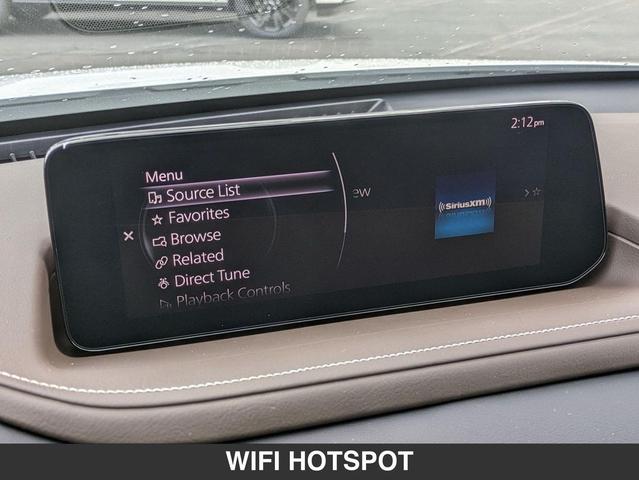 2:12pm
Menu
Source List
Favorites
Browse
Related
Direct Tune
Playback Controls
ew
((SiriusXM))
WIFI HOTSPOT